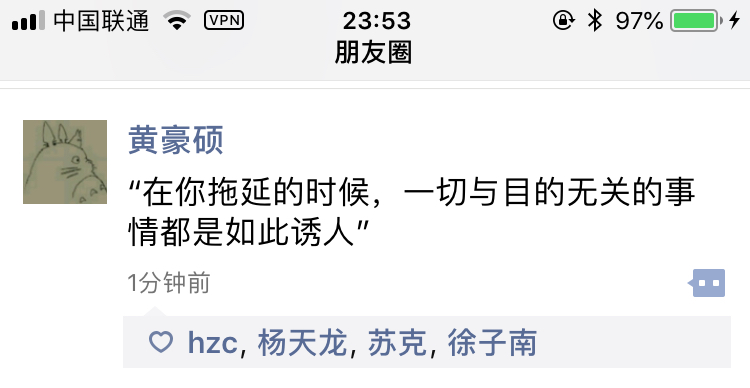 中国联通 VPN 23:53 97%
朋友圈
黄豪硕
“在你拖延的时候，一切与目的无关的事
情都是如此诱人”
1分钟前
hzc, 杨天龙, 苏克, 徐子南